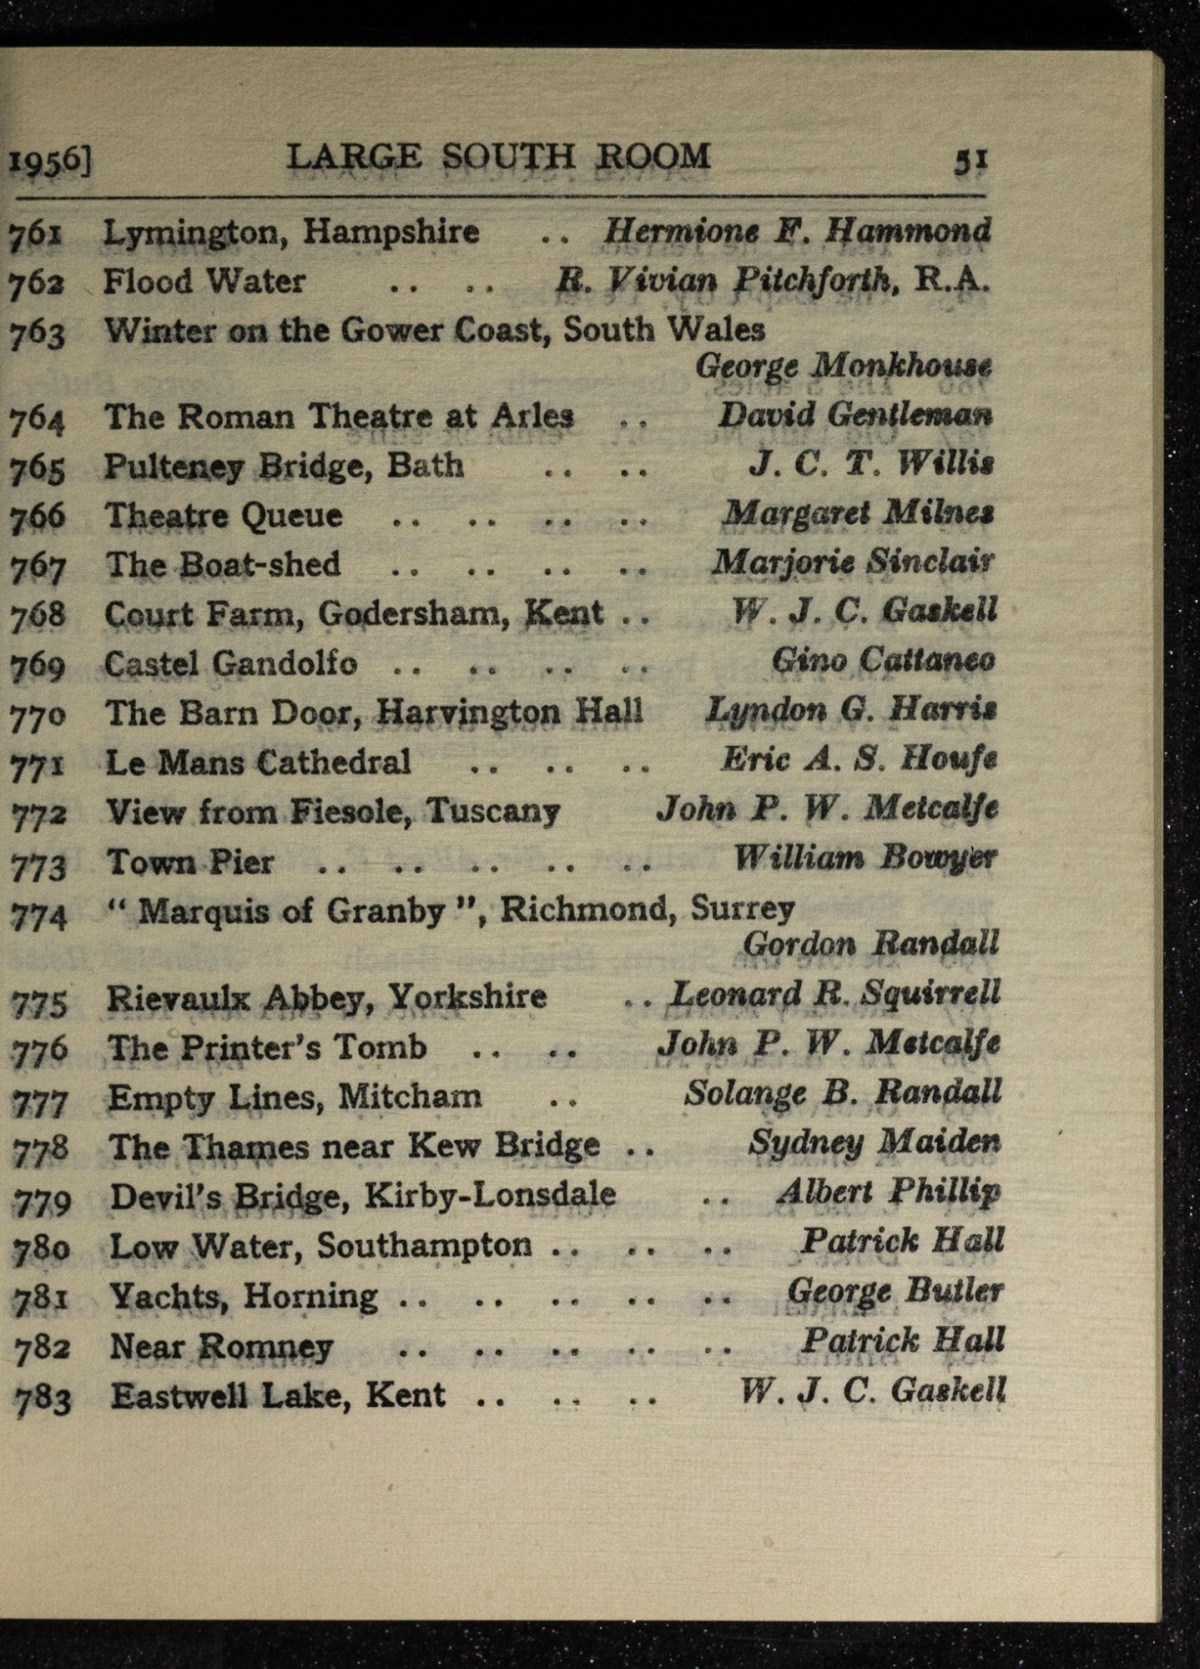 1956] LARGE SOUTH ROOM 51
761 Lymington, Hampshire .. Hermione F. Hammond
762 Flood Water .. .. R. Vivian Pitchforth, R.A.
763 Winter on the Gower Coast, South Wales
George Monkhouse
764 The Roman Theatre at Arles .. David Gentleman
765 Pulteney Bridge, Bath .. .. J. C. T. Willis
766 Theatre Queue .. .. .. .. Margaret Milnes
767 The Boat-shed .. .. .. .. Marjorie Sinclair
768 Court Farm, Godersham, Kent .. W. J. C. Gaskell
769 Castel Gandolfo .. .. .. .. Gino Cattaneo
770 The Barn Door, Harvington Hall Lyndon G. Harris
771 Le Mans Cathedral .. .. .. Eric A. S. Houfe
772 View from Fiesole, Tuscany John P. W. Metcalfe
773 Town Pier .. .. .. .. .. William Bowyer
774 " Marquis of Granby ", Richmond, Surrey
Gordon Randall
775 Rievaulx Abbey, Yorkshire .. Leonard R. Squirrell
776 The Printer's Tomb .. .. John P. W. Metcalfe
777 Empty Lines, Mitcham .. Solange B. Randall
778 The Thames near Kew Bridge .. Sydney Maiden
779 Devil's Bridge, Kirby-Lonsdale .. Albert Phillip
780 Low Water, Southampton .. .. .. Patrick Hall
781 Yachts, Horning .. .. .. .. .. George Butler
782 Near Romney .. .. .. .. .. Patrick Hall
783 Eastwell Lake, Kent .. .. .. W. J. C. Gaskell